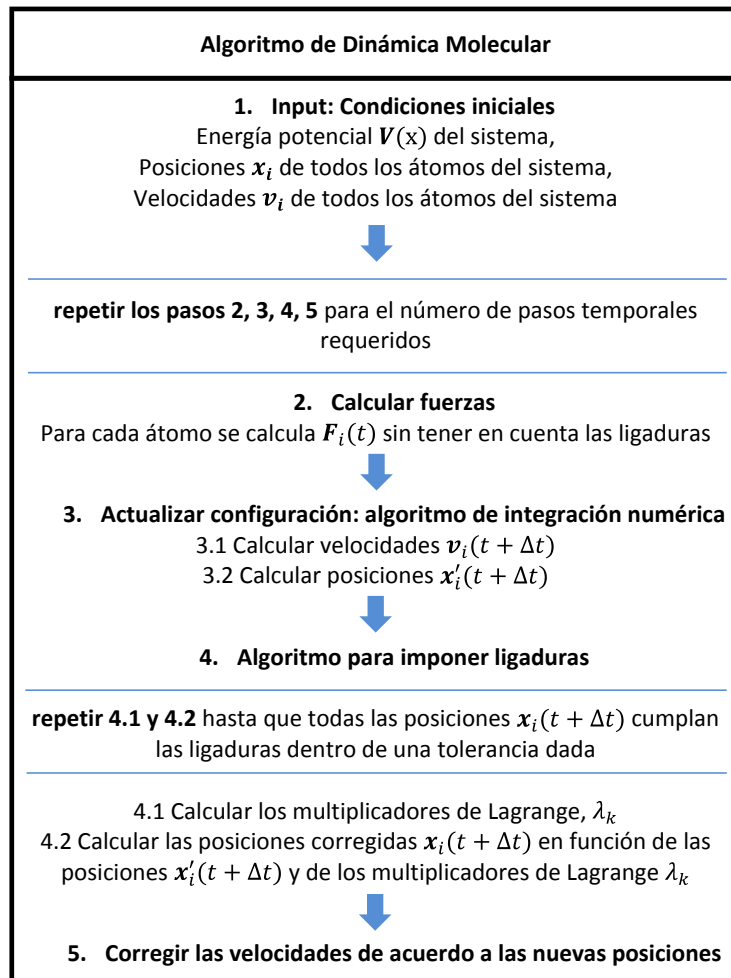 Algoritmo de Dinámica Molecular
1. Input: Condiciones iniciales
Energía potencial V(x) del sistema,
Posiciones xᵢ de todos los átomos del sistema,
Velocidades vᵢ de todos los átomos del sistema
repetir los pasos 2, 3, 4, 5 para el número de pasos temporales
requeridos
2. Calcular fuerzas
Para cada átomo se calcula Fᵢ(t) sin tener en cuenta las ligaduras
3. Actualizar configuración: algoritmo de integración numérica
3.1 Calcular velocidades vᵢ(t + Δt)
3.2 Calcular posiciones x′ᵢ(t + Δt)
4. Algoritmo para imponer ligaduras
repetir 4.1 y 4.2 hasta que todas las posiciones xᵢ(t + Δt) cumplan
las ligaduras dentro de una tolerancia dada
4.1 Calcular los multiplicadores de Lagrange, λₖ
4.2 Calcular las posiciones corregidas xᵢ(t + Δt) en función de las
posiciones x′ᵢ(t + Δt) y de los multiplicadores de Lagrange λₖ
5. Corregir las velocidades de acuerdo a las nuevas posiciones